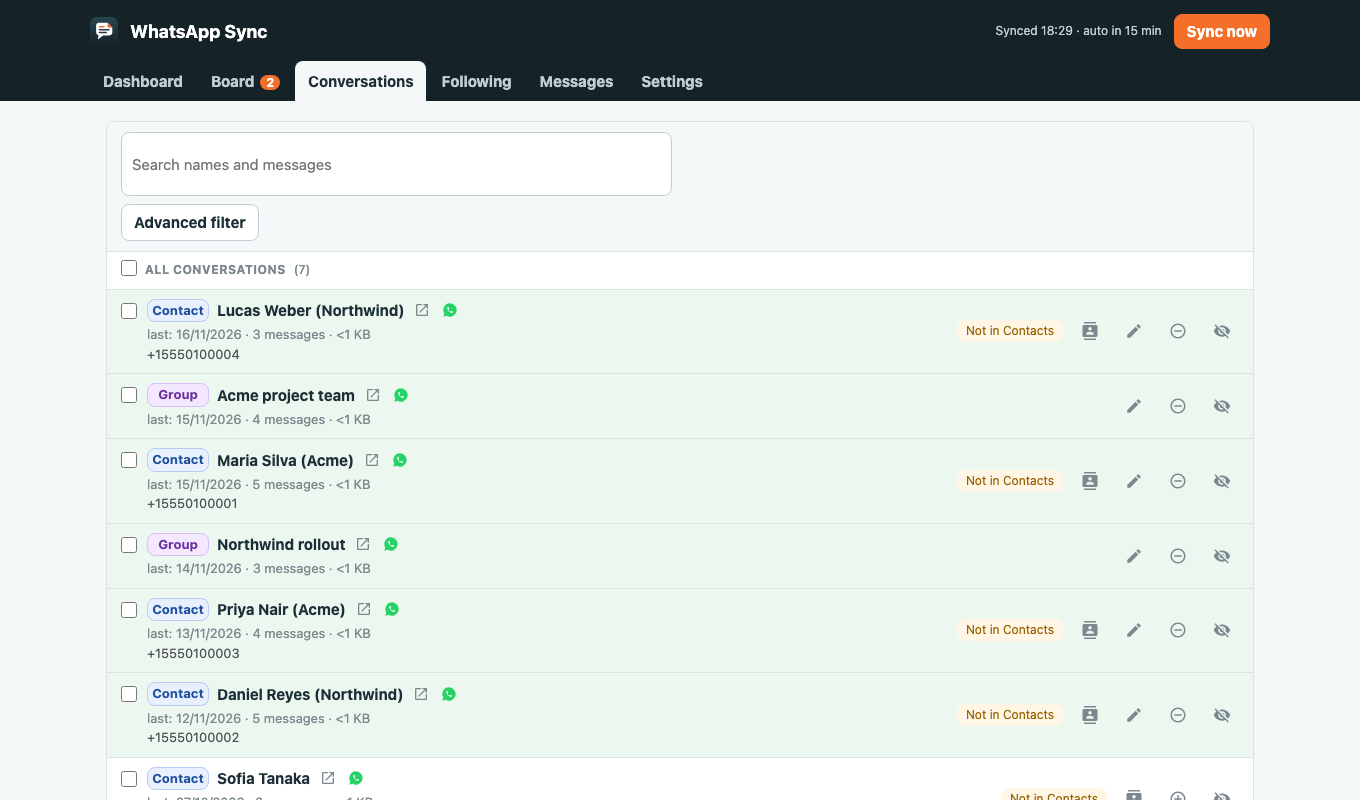 WhatsApp Sync
Synced 18:29 · auto in 15 min
Sync now
Dashboard
Board 2
Conversations
Following
Messages
Settings
Search names and messages
Advanced filter
ALL CONVERSATIONS (7)
Contact Lucas Weber (Northwind)
last: 16/11/2026 · 3 messages · <1 KB
+15550100004
Not in Contacts
Group Acme project team
last: 15/11/2026 · 4 messages · <1 KB
Contact Maria Silva (Acme)
last: 15/11/2026 · 5 messages · <1 KB
+15550100001
Not in Contacts
Group Northwind rollout
last: 14/11/2026 · 3 messages · <1 KB
Contact Priya Nair (Acme)
last: 13/11/2026 · 4 messages · <1 KB
+15550100003
Not in Contacts
Contact Daniel Reyes (Northwind)
last: 12/11/2026 · 5 messages · <1 KB
+15550100002
Not in Contacts
Contact Sofia Tanaka
Not in Contacts